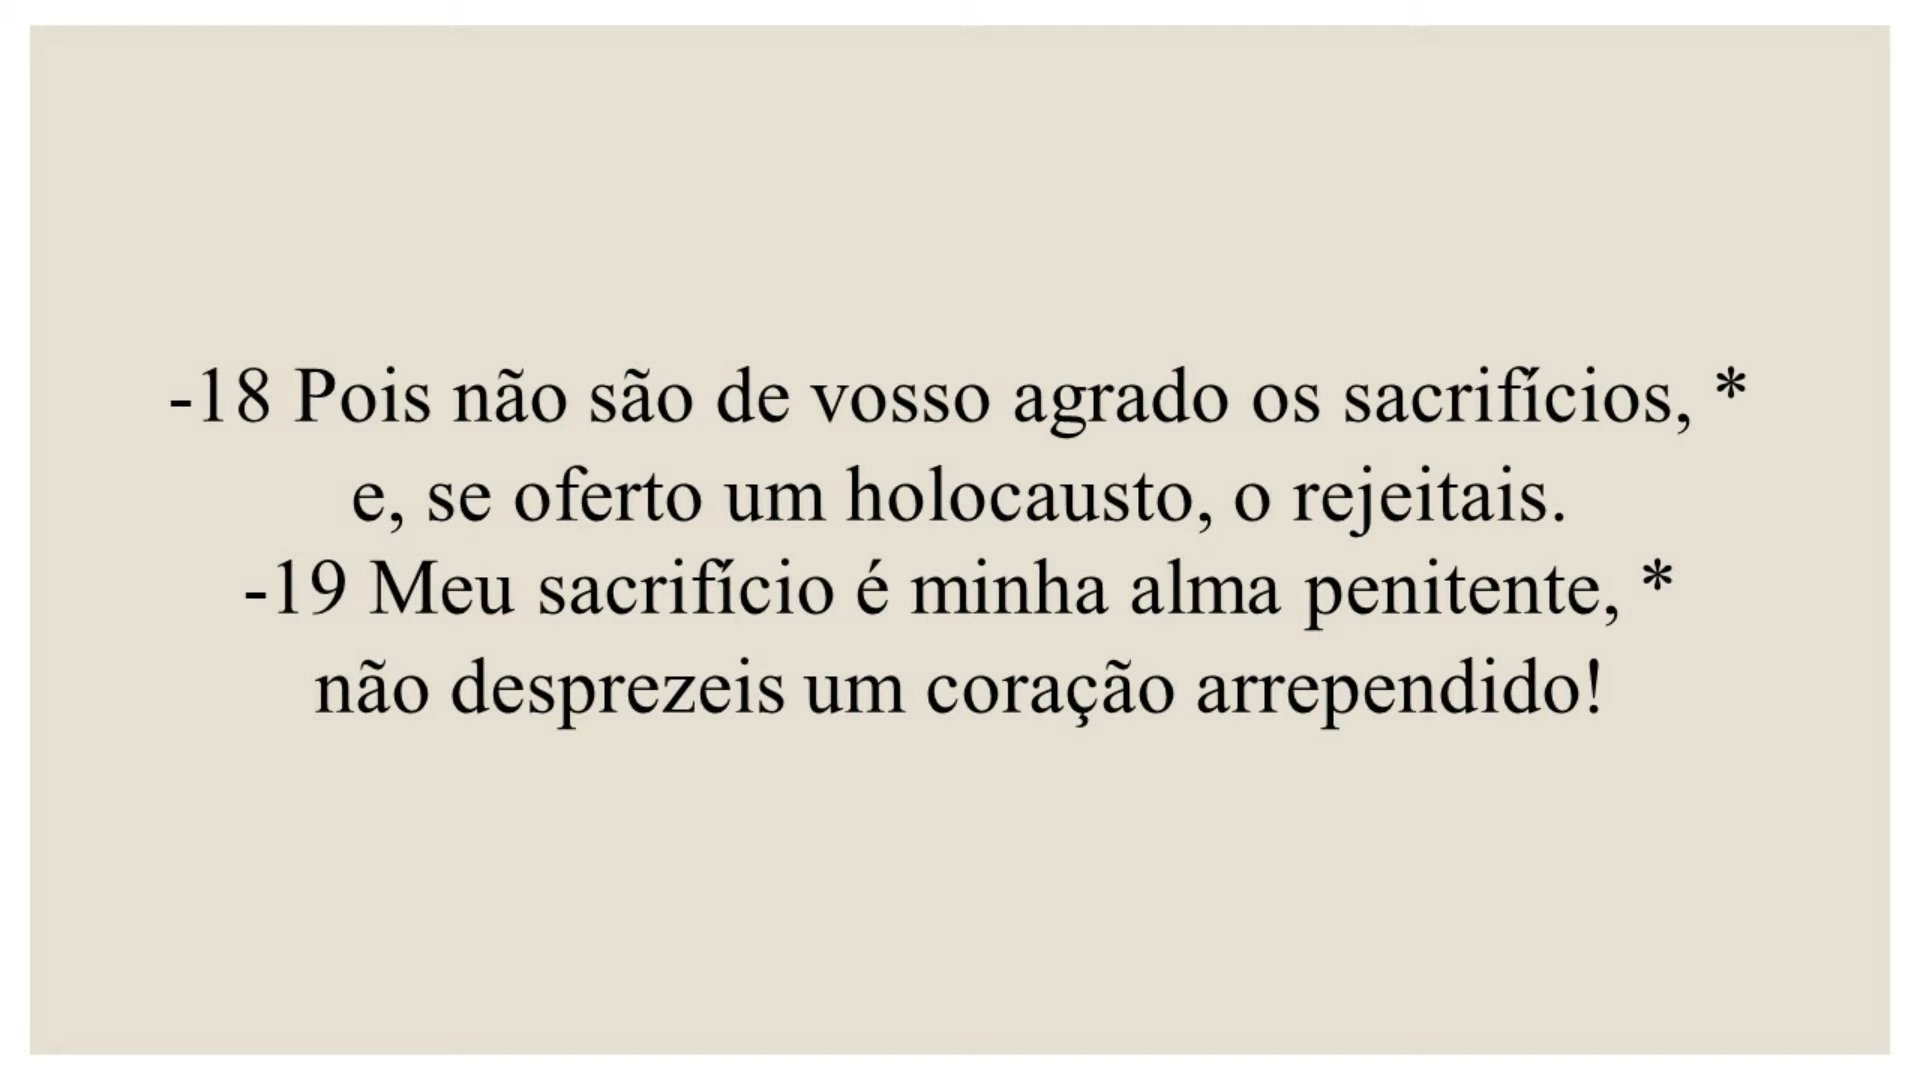 -18 Pois não são de vosso agrado os sacrifícios, *
e, se oferto um holocausto, o rejeitais.
-19 Meu sacrifício é minha alma penitente, *
não desprezeis um coração arrependido!